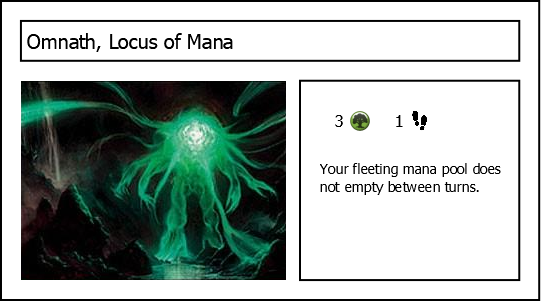 Omnath, Locus of Mana
3 1
Your fleeting mana pool does
not empty between turns.